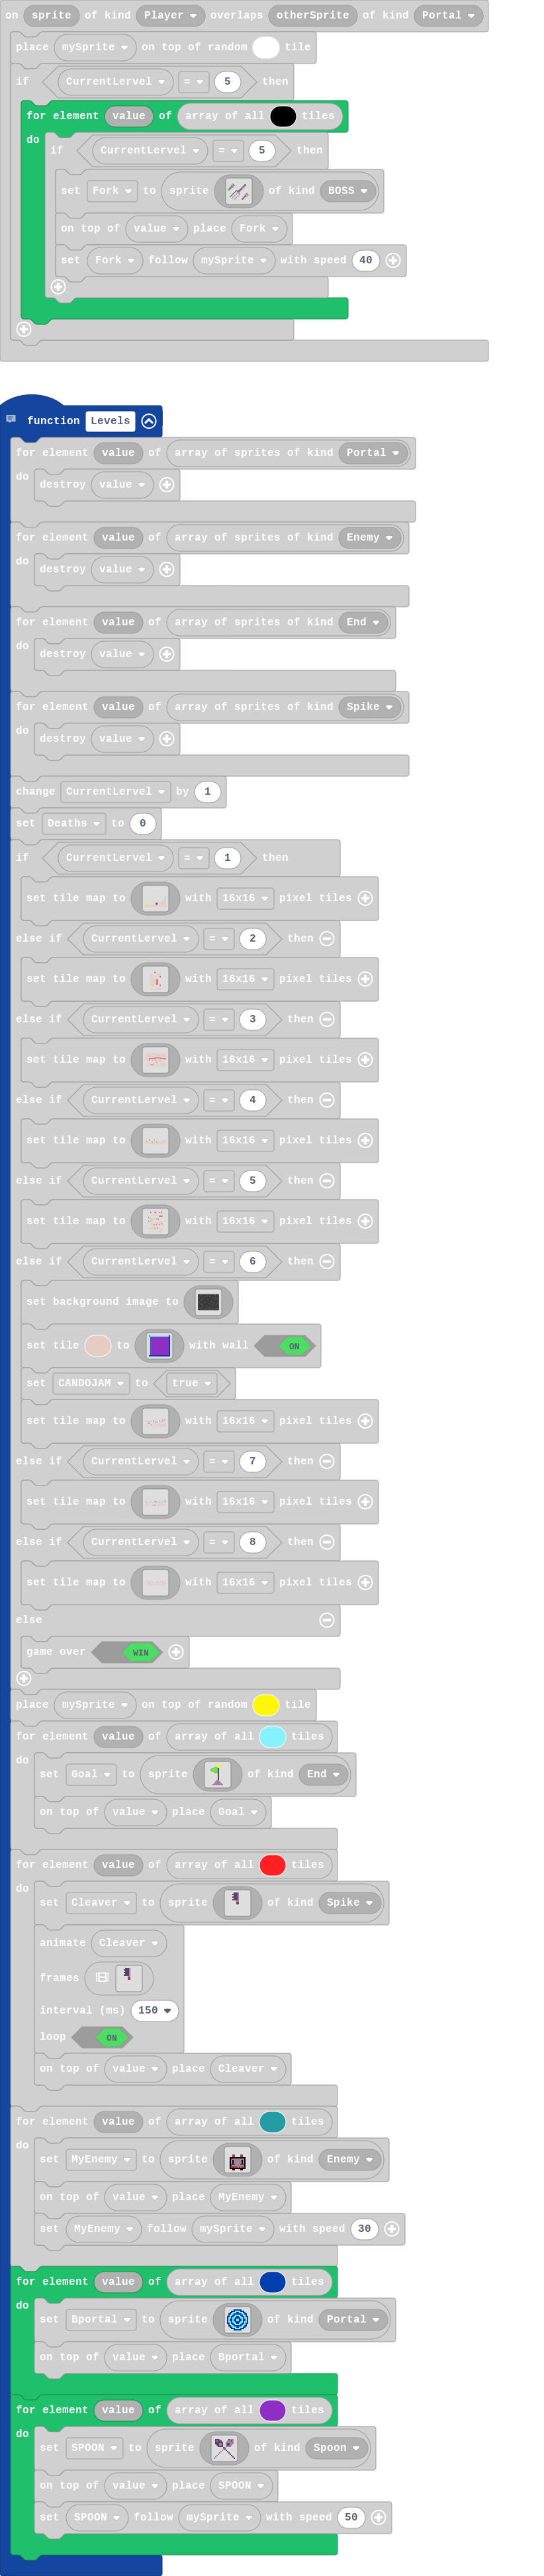 on sprite of kind Player overlaps otherSprite of kind Portal
place mySprite on top of random tile
if CurrentLervel = 5 then
for element value of array of all tiles
do if CurrentLervel = 5 then
set Fork to sprite of kind BOSS
on top of value place Fork
set Fork follow mySprite with speed 40
function Levels
for element value of array of sprites of kind Portal
do destroy value
for element value of array of sprites of kind Enemy
do destroy value
for element value of array of sprites of kind End
do destroy value
for element value of array of sprites of kind Spike
do destroy value
change CurrentLervel by 1
set Deaths to 0
if CurrentLervel = 1 then
set tile map to with 16x16 pixel tiles
else if CurrentLervel = 2 then
set tile map to with 16x16 pixel tiles
else if CurrentLervel = 3 then
set tile map to with 16x16 pixel tiles
else if CurrentLervel = 4 then
set tile map to with 16x16 pixel tiles
else if CurrentLervel = 5 then
set tile map to with 16x16 pixel tiles
else if CurrentLervel = 6 then
set background image to
set tile to with wall ON
set CANDOJAM to true
set tile map to with 16x16 pixel tiles
else if CurrentLervel = 7 then
set tile map to with 16x16 pixel tiles
else if CurrentLervel = 8 then
set tile map to with 16x16 pixel tiles
else
game over WIN
place mySprite on top of random tile
for element value of array of all tiles
do set Goal to sprite of kind End
on top of value place Goal
for element value of array of all tiles
do set Cleaver to sprite of kind Spike
animate Cleaver
frames
interval (ms) 150
loop ON
on top of value place Cleaver
for element value of array of all tiles
do set MyEnemy to sprite of kind Enemy
on top of value place MyEnemy
set MyEnemy follow mySprite with speed 30
for element value of array of all tiles
do set Bportal to sprite of kind Portal
on top of value place Bportal
for element value of array of all tiles
do set SPOON to sprite of kind Spoon
on top of value place SPOON
set SPOON follow mySprite with speed 50